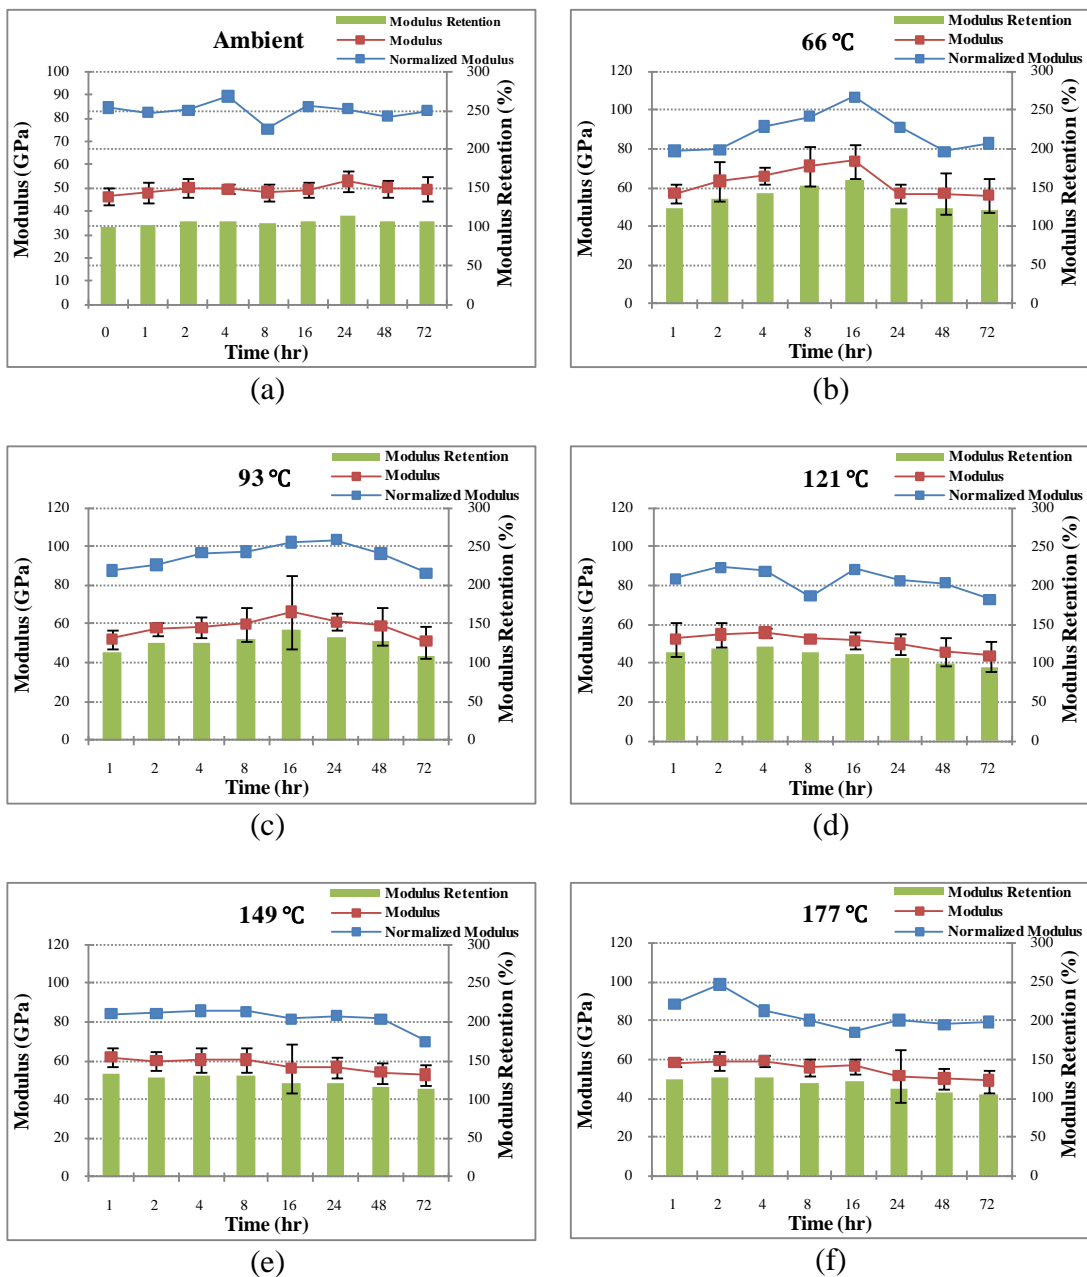 Modulus Retention
Modulus
Normalized Modulus
Ambient
Modulus (GPa)
100
90
80
70
60
50
40
30
20
10
0
300
250
200
150
100
50
0
Modulus Retention (%)
0 1 2 4 8 16 24 48 72
Time (hr)
(a)
Modulus Retention
Modulus
Normalized Modulus
66 ℃
Modulus (GPa)
120
100
80
60
40
20
0
300
250
200
150
100
50
0
Modulus Retention (%)
1 2 4 8 16 24 48 72
Time (hr)
(b)
Modulus Retention
Modulus
Normalized Modulus
93 ℃
Modulus (GPa)
120
100
80
60
40
20
0
300
250
200
150
100
50
0
Modulus Retention (%)
1 2 4 8 16 24 48 72
Time (hr)
(c)
Modulus Retention
Modulus
Normalized Modulus
121 ℃
Modulus (GPa)
120
100
80
60
40
20
0
300
250
200
150
100
50
0
Modulus Retention (%)
1 2 4 8 16 24 48 72
Time (hr)
(d)
Modulus Retention
Modulus
Normalized Modulus
149 ℃
Modulus (GPa)
120
100
80
60
40
20
0
300
250
200
150
100
50
0
Modulus Retention (%)
1 2 4 8 16 24 48 72
Time (hr)
(e)
Modulus Retention
Modulus
Normalized Modulus
177 ℃
Modulus (GPa)
120
100
80
60
40
20
0
300
250
200
150
100
50
0
Modulus Retention (%)
1 2 4 8 16 24 48 72
Time (hr)
(f)